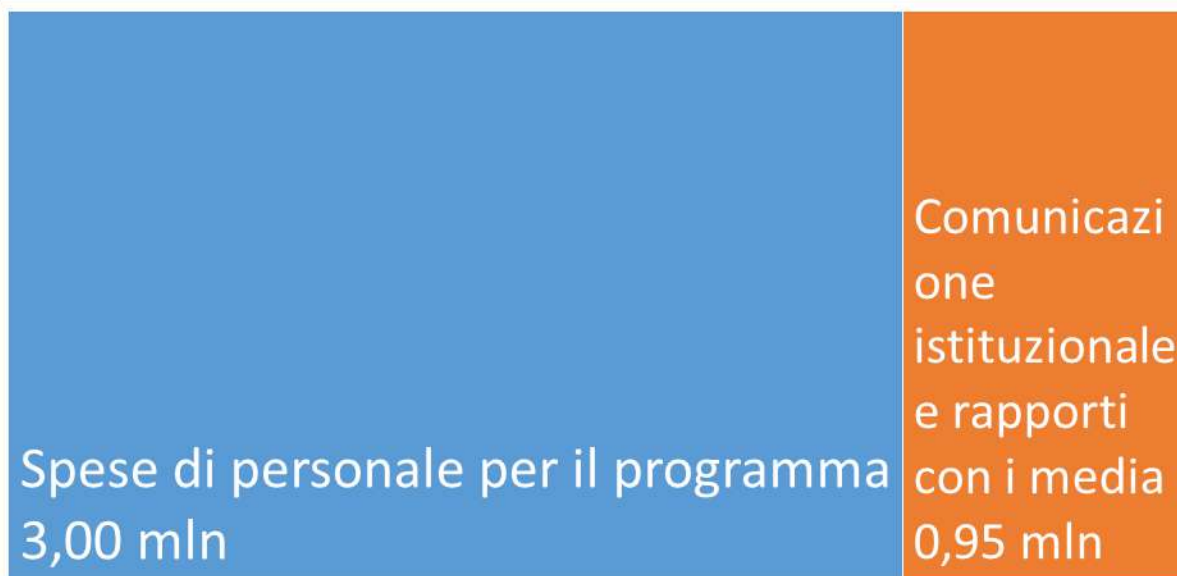 Spese di personale per il programma
3,00 mln
Comunicazi
one
istituzionale
e rapporti
con i media
0,95 mln